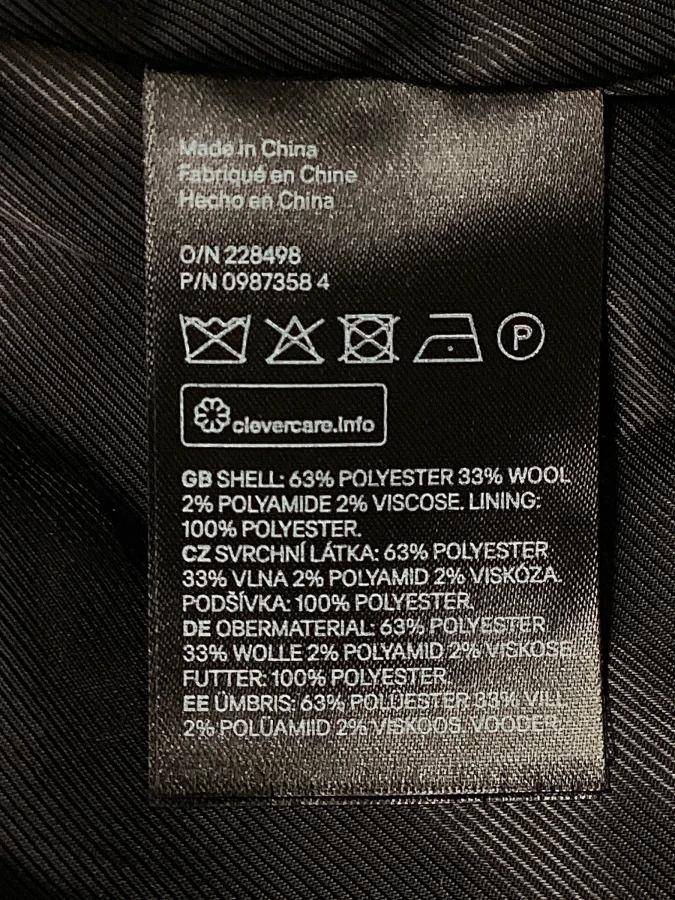 Made in China
Fabriqué en Chine
Hecho en China
O/N 228498
P/N 0987358 4
P
clevercare.info
GB SHELL: 63% POLYESTER 33% WOOL
2% POLYAMIDE 2% VISCOSE. LINING:
100% POLYESTER.
CZ SVRCHNÍ LÁTKA: 63% POLYESTER
33% VLNA 2% POLYAMID 2% VISKÓZA.
PODŠÍVKA: 100% POLYESTER.
DE OBERMATERIAL: 63% POLYESTER
33% WOLLE 2% POLYAMID 2% VISKOSE.
FUTTER: 100% POLYESTER.
EE ÜMBRIS: 63% POLÜESTER 33% VILL
2% POLÜAMIID 2% VISKOOS. VOODER: